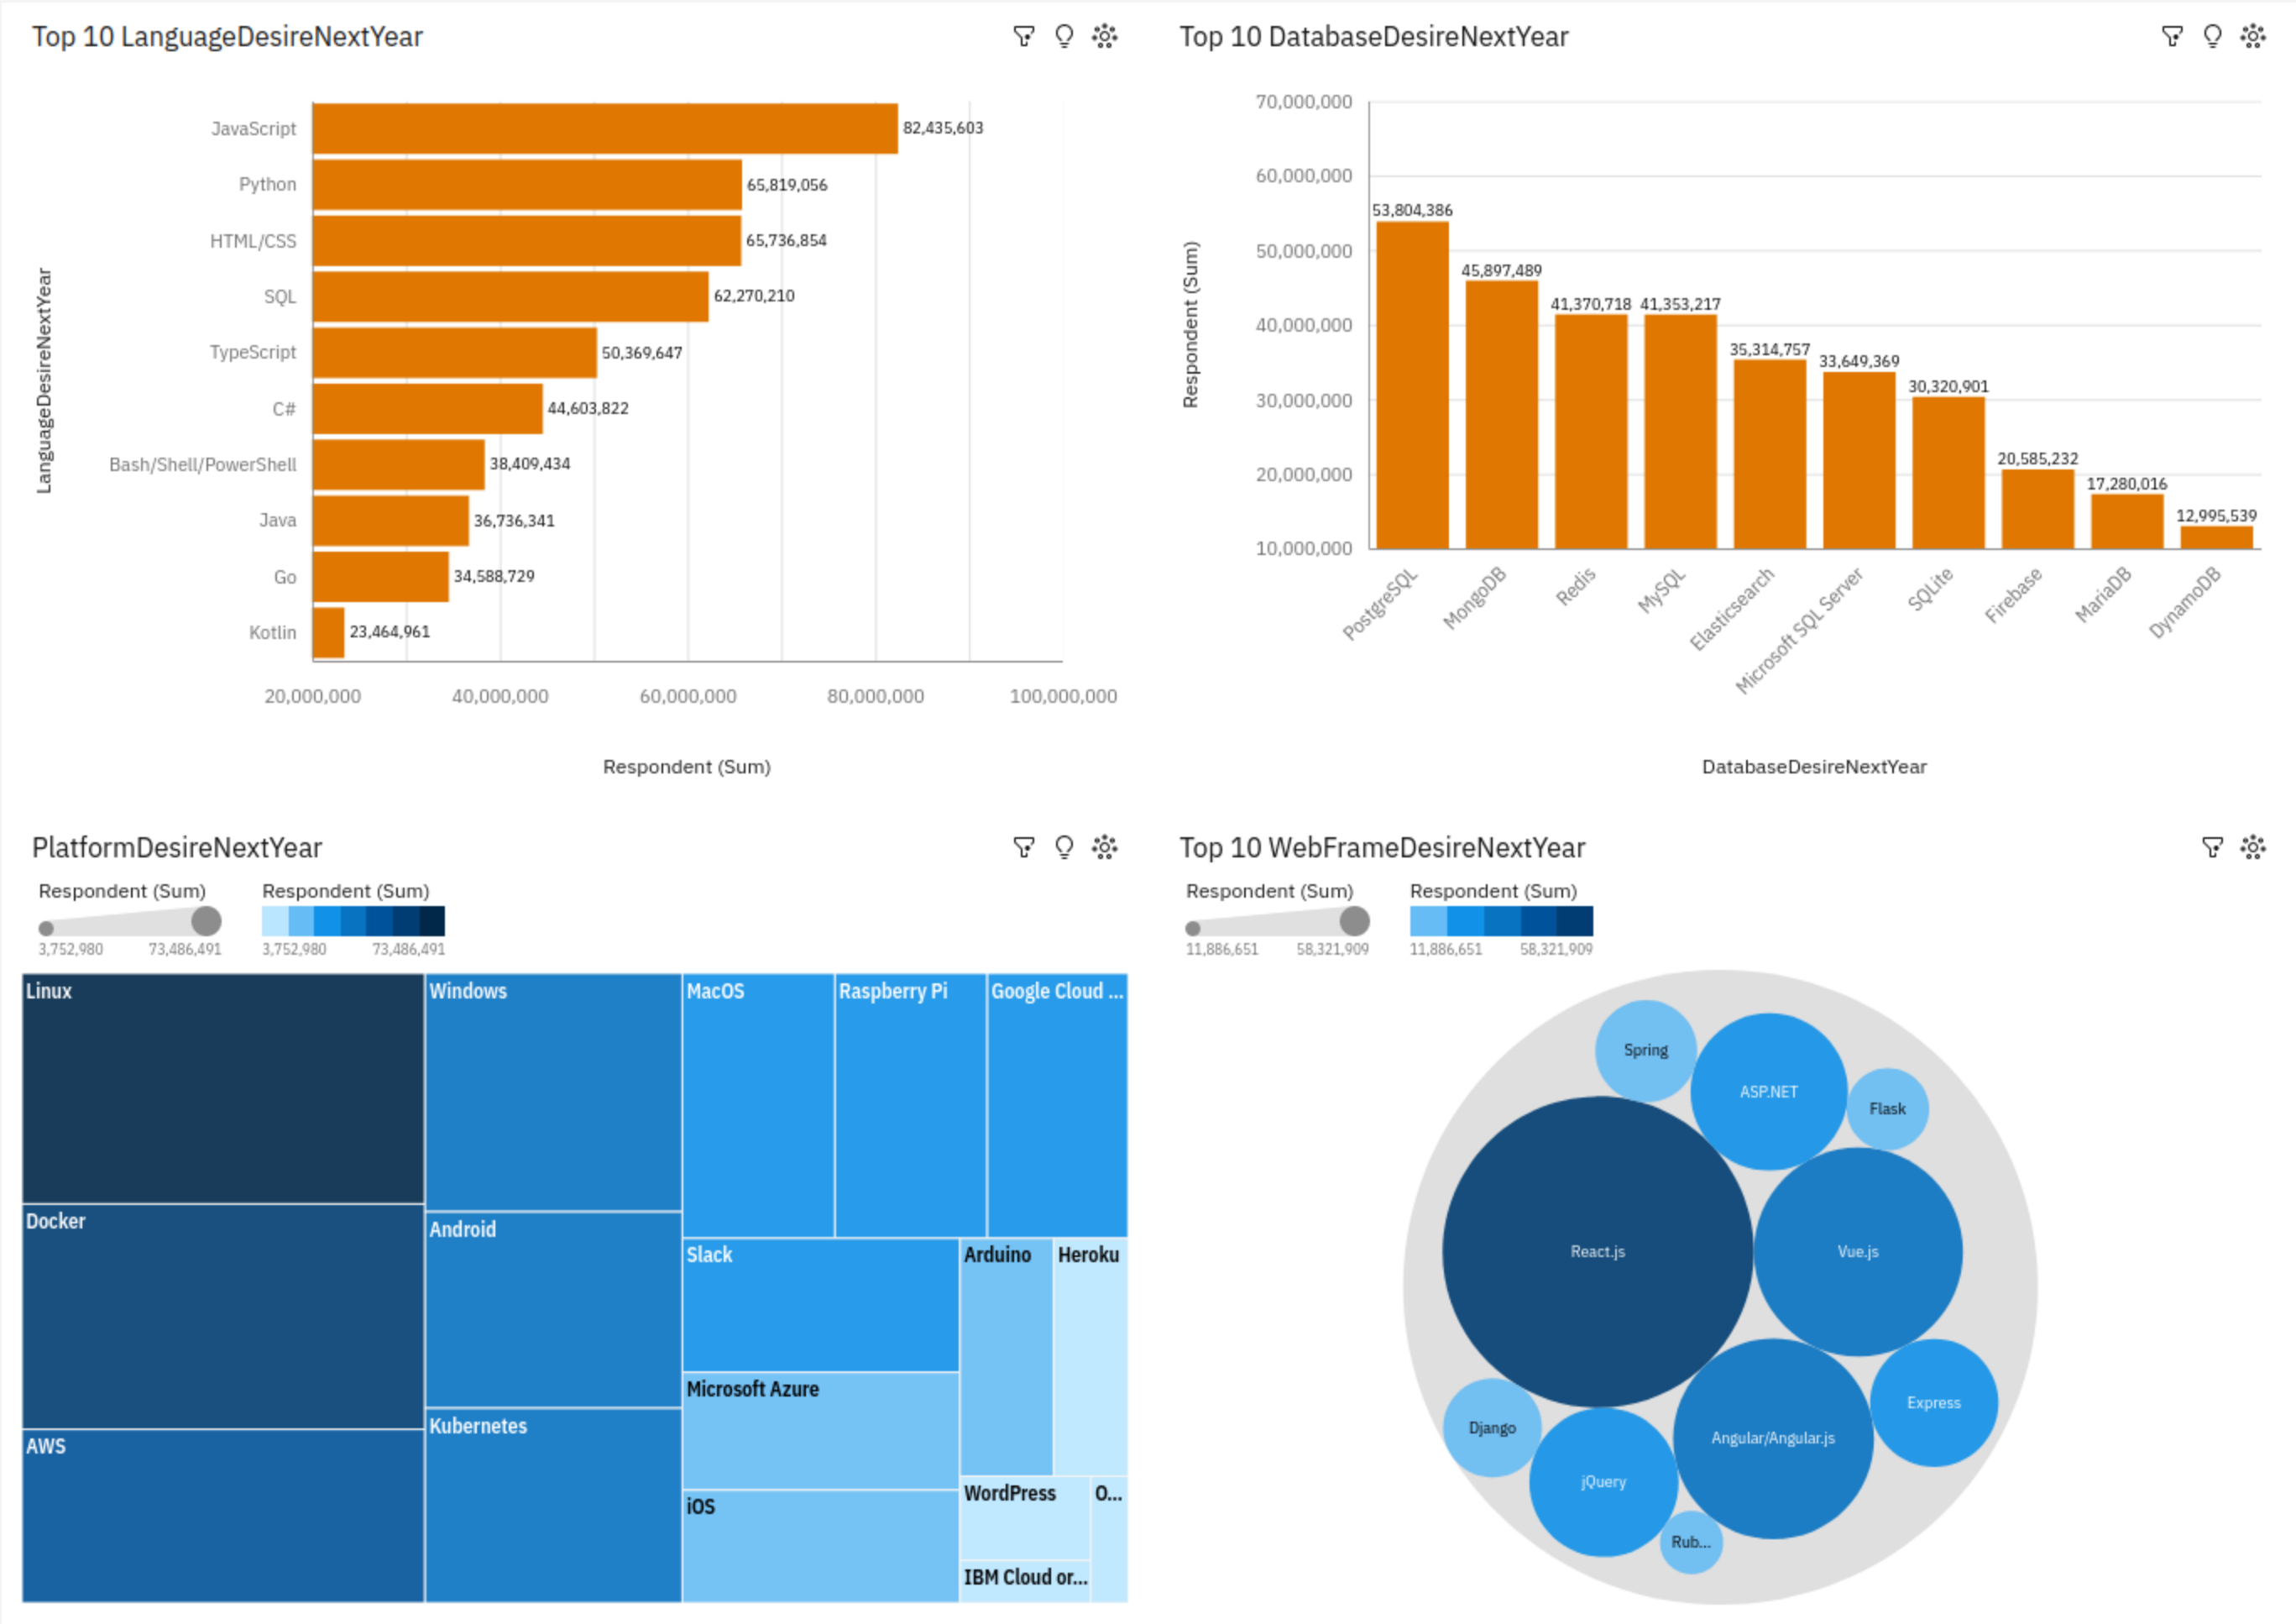 Top 10 LanguageDesireNextYear
LanguageDesireNextYear
JavaScript 82,435,603
Python 65,819,056
HTML/CSS 65,736,854
SQL 62,270,210
TypeScript 50,369,647
C# 44,603,822
Bash/Shell/PowerShell 38,409,434
Java 36,736,341
Go 34,588,729
Kotlin 23,464,961
20,000,000 40,000,000 60,000,000 80,000,000 100,000,000
Respondent (Sum)
Top 10 DatabaseDesireNextYear
Respondent (Sum)
70,000,000
60,000,000
50,000,000
40,000,000
30,000,000
20,000,000
10,000,000
53,804,386
45,897,489
41,370,718
41,353,217
35,314,757
33,649,369
30,320,901
20,585,232
17,280,016
12,995,539
PostgreSQL
MongoDB
Redis
MySQL
Elasticsearch
Microsoft SQL Server
SQLite
Firebase
MariaDB
DynamoDB
DatabaseDesireNextYear
PlatformDesireNextYear
Respondent (Sum) Respondent (Sum)
3,752,980 73,486,491 3,752,980 73,486,491
Linux
Docker
AWS
Windows
Android
Kubernetes
MacOS
Raspberry Pi
Google Cloud ...
Slack
Microsoft Azure
iOS
Arduino
Heroku
WordPress
O...
IBM Cloud or...
Top 10 WebFrameDesireNextYear
Respondent (Sum) Respondent (Sum)
11,886,651 58,321,909 11,886,651 58,321,909
Spring
ASP.NET
Flask
React.js
Vue.js
Express
Django
Angular/Angular.js
jQuery
Rub...